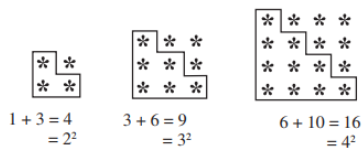 * *
* *
1 + 3 = 4
= 2²
* * *
* * *
* * *
3 + 6 = 9
= 3²
* * * *
* * * *
* * * *
* * * *
6 + 10 = 16
= 4²